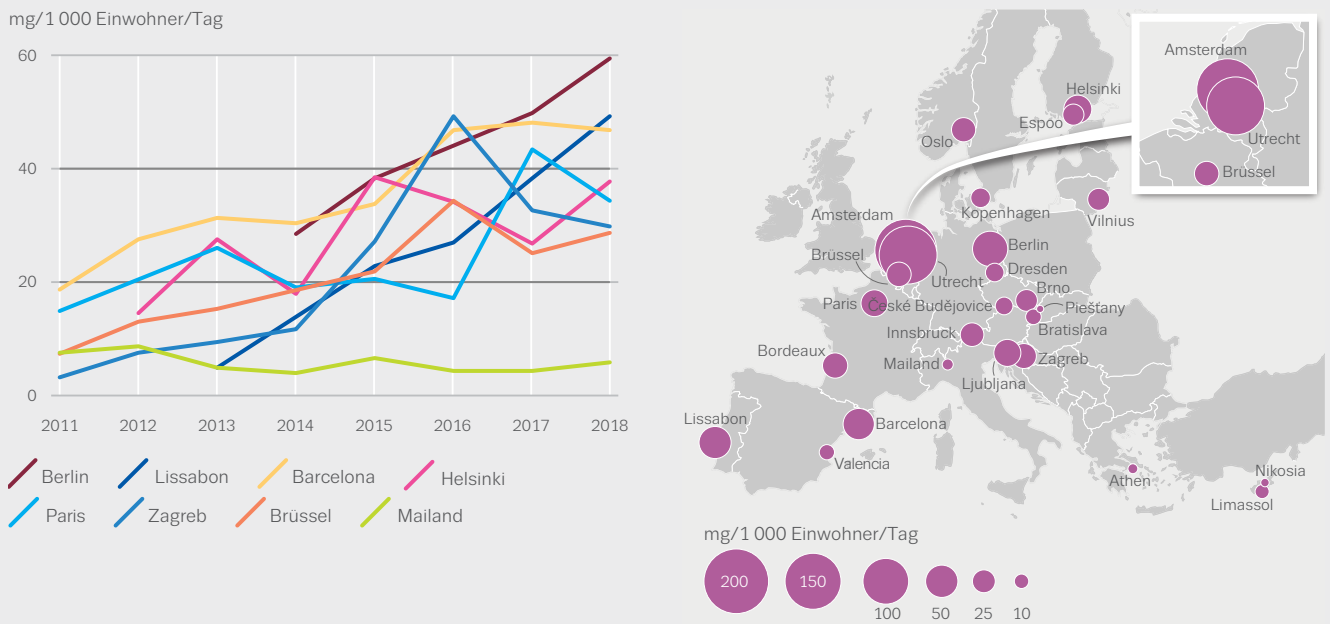 mg/1 000 Einwohner/Tag
60
40
20
0
2011 2012 2013 2014 2015 2016 2017 2018
Berlin Lissabon Barcelona Helsinki
Paris Zagreb Brüssel Mailand
Amsterdam
Utrecht
Brüssel
Helsinki
Espoo
Oslo
Kopenhagen
Vilnius
Amsterdam
Brüssel
Utrecht
Berlin
Dresden
Brno
Paris
České Budějovice
Piešťany
Bratislava
Innsbruck
Bordeaux
Mailand
Zagreb
Ljubljana
Lissabon
Barcelona
Valencia
Athen
Nikosia
Limassol
mg/1 000 Einwohner/Tag
200 150 100 50 25 10